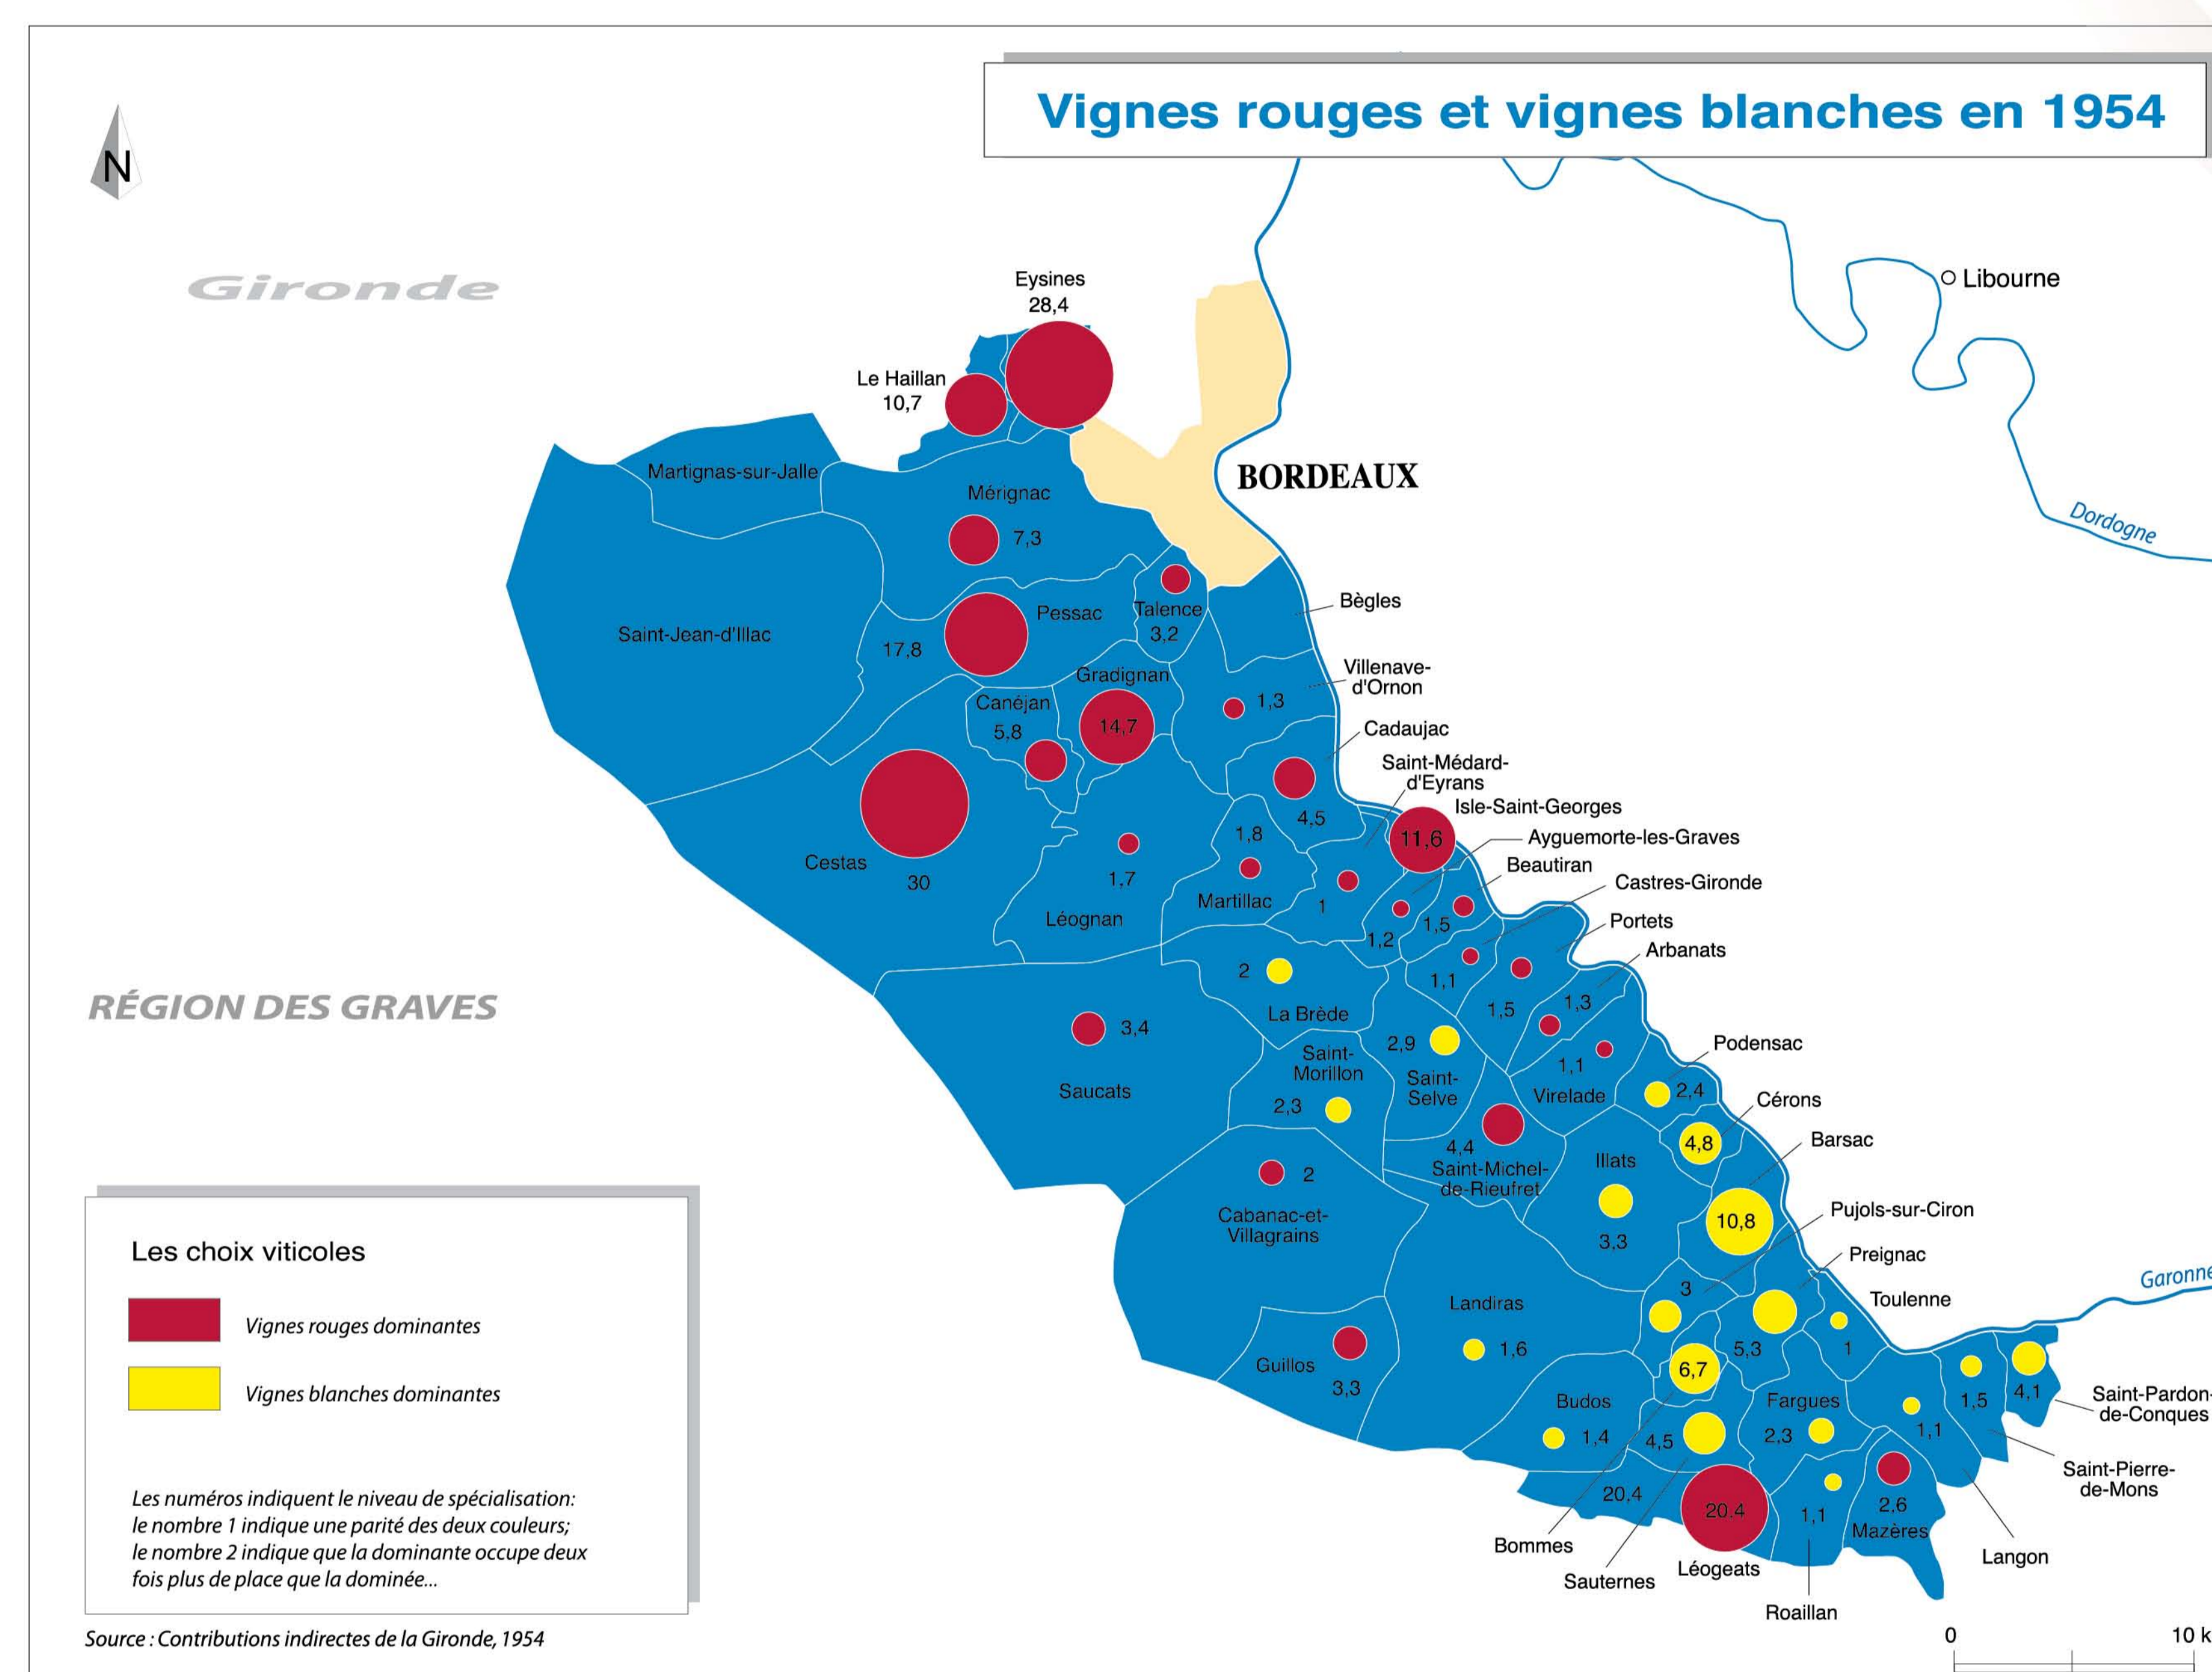 Vignes rouges et vignes blanches en 1954
N
Gironde
Eysines
28,4
Libourne
Le Haillan
10,7
BORDEAUX
Martignas-sur-Jalle
Mérignac
7,3
Dordogne
Saint-Jean-d'Illac
Pessac
17,8
Talence
3,2
Bègles
Gradignan
14,7
Canéjan
5,8
Villenave-
d'Ornon
1,3
Cadaujac
4,5
Saint-Médard-
d'Eyrans
1
Isle-Saint-Georges
11,6
Ayguemorte-les-Graves
1,2
Beautiran
1,5
Castres-Gironde
1,1
Portets
1,5
Arbanats
1,3
Cestas
30
1,7
Léognan
1,8
Martillac
RÉGION DES GRAVES
2
La Brède
3,4
Saucats
2,9
Saint-
Selve
Saint-
Morillon
2,3
1,1
Virelade
Podensac
2,4
Cérons
4,8
Barsac
10,8
4,4
Saint-Michel-
de-Rieufret
Illats
3,3
2
Cabanac-et-
Villagrains
Pujols-sur-Ciron
3
Preignac
5,3
Toulenne
1
Garonne
Landiras
1,6
Guillos
3,3
6,7
Budos
1,4
4,5
Fargues
2,3
1,1
1,5
4,1
Saint-Pardon-
de-Conques
Saint-Pierre-
de-Mons
Langon
20,4
20.4
1,1
2,6
Mazères
Bommes
Sauternes
Léogeats
Roaillan
Les choix viticoles
Vignes rouges dominantes
Vignes blanches dominantes
Les numéros indiquent le niveau de spécialisation:
le nombre 1 indique une parité des deux couleurs;
le nombre 2 indique que la dominante occupe deux
fois plus de place que la dominée...
Source : Contributions indirectes de la Gironde, 1954
0
10 k